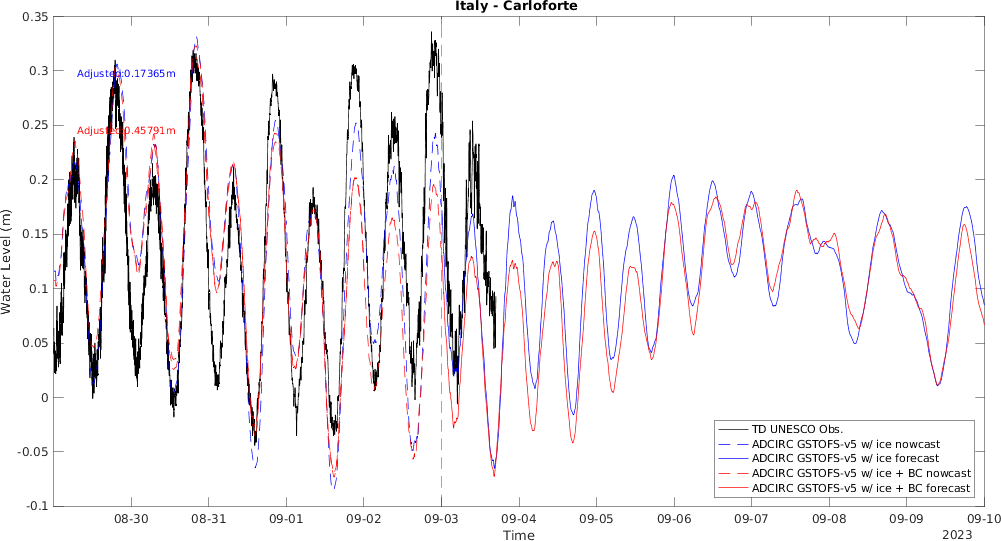 Italy - Carloforte
0.35
0.3
0.25
0.2
0.15
0.1
0.05
0
-0.05
-0.1
Water Level (m)
Adjusted:0.17365m
Adjusted:0.45791m
TD UNESCO Obs.
ADCIRC GSTOFS-v5 w/ ice nowcast
ADCIRC GSTOFS-v5 w/ ice forecast
ADCIRC GSTOFS-v5 w/ ice + BC nowcast
ADCIRC GSTOFS-v5 w/ ice + BC forecast
08-30 08-31 09-01 09-02 09-03 09-04 09-05 09-06 09-07 09-08 09-09 09-10
Time
2023